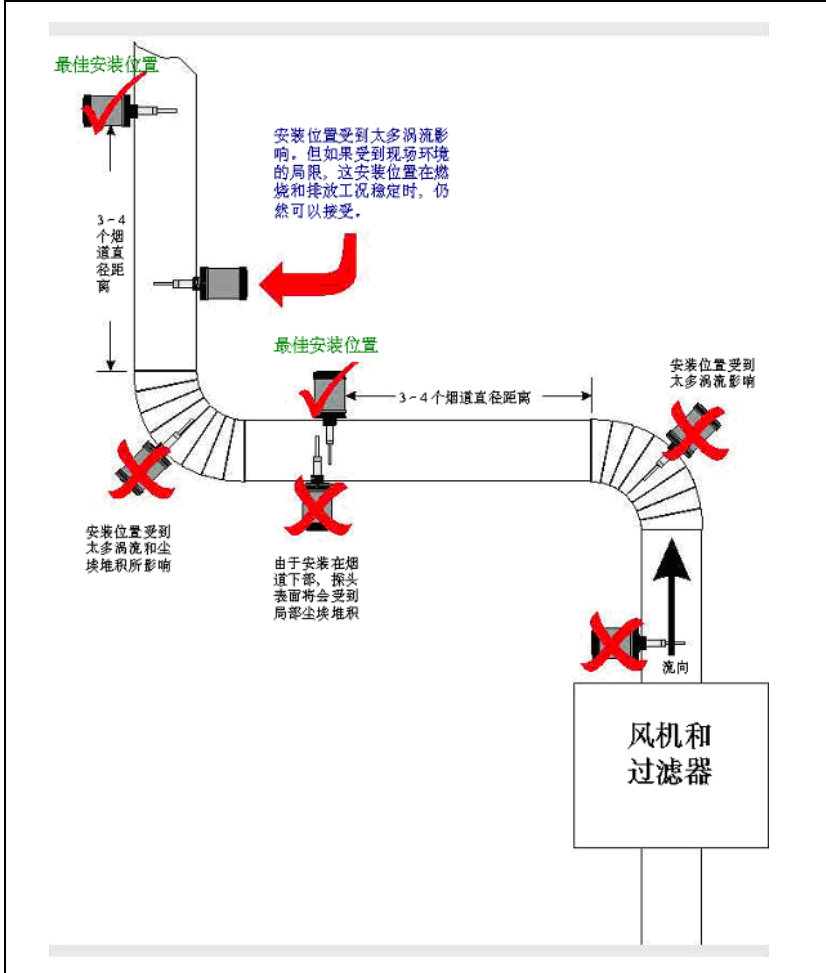 最佳安装位置
安装位置受到太多涡流影
响。但如果受到现场环境
的局限，这安装位置在燃
烧和排放工况稳定时，仍
然可以接受。
3~4
个烟
道直
径距
离
最佳安装位置
3~4个烟道直径距离
安装位置受到
太多涡流影响
安装位置受到
太多涡流和尘
埃堆积所影响
由于安装在烟
道下部，探头
表面将会受到
局部尘埃堆积
流向
风机和
过滤器